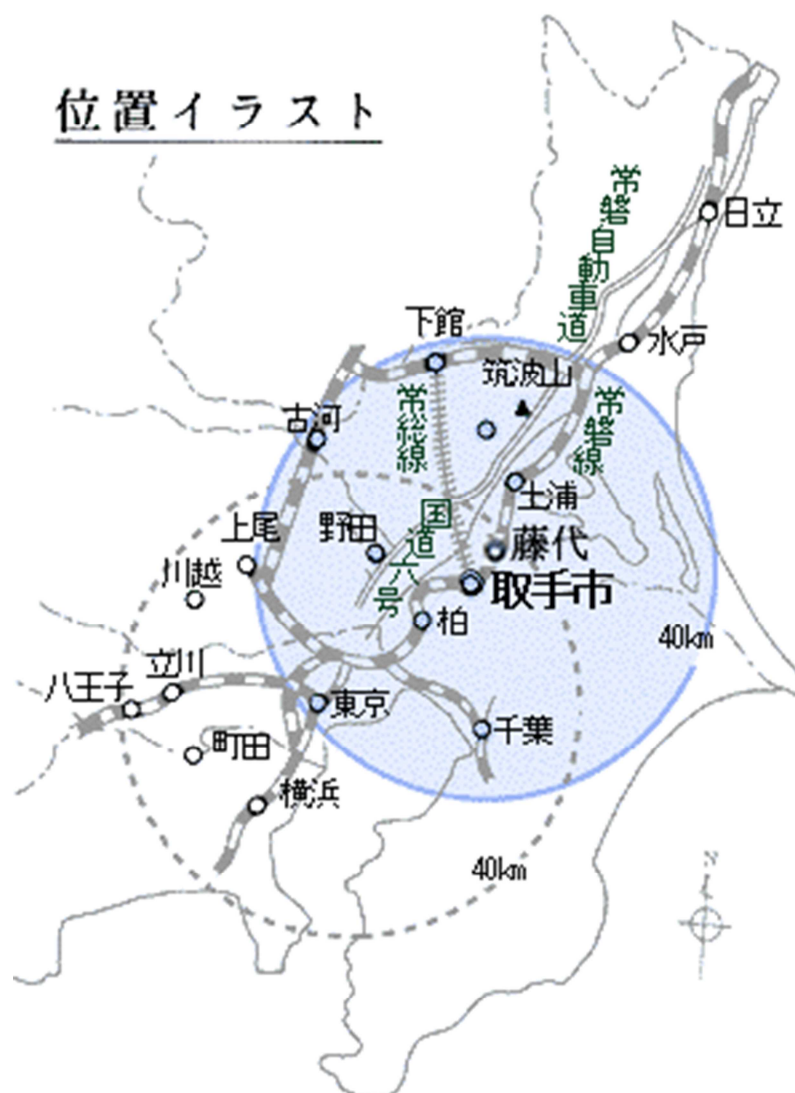 位置イラスト
常磐自動車道
日立
下館
水戸
筑波山
常総線
常磐線
古河
土浦
国道六号
上尾
野田
藤代
川越
取手市
柏
40km
立川
八王子
東京
千葉
町田
横浜
40km
N